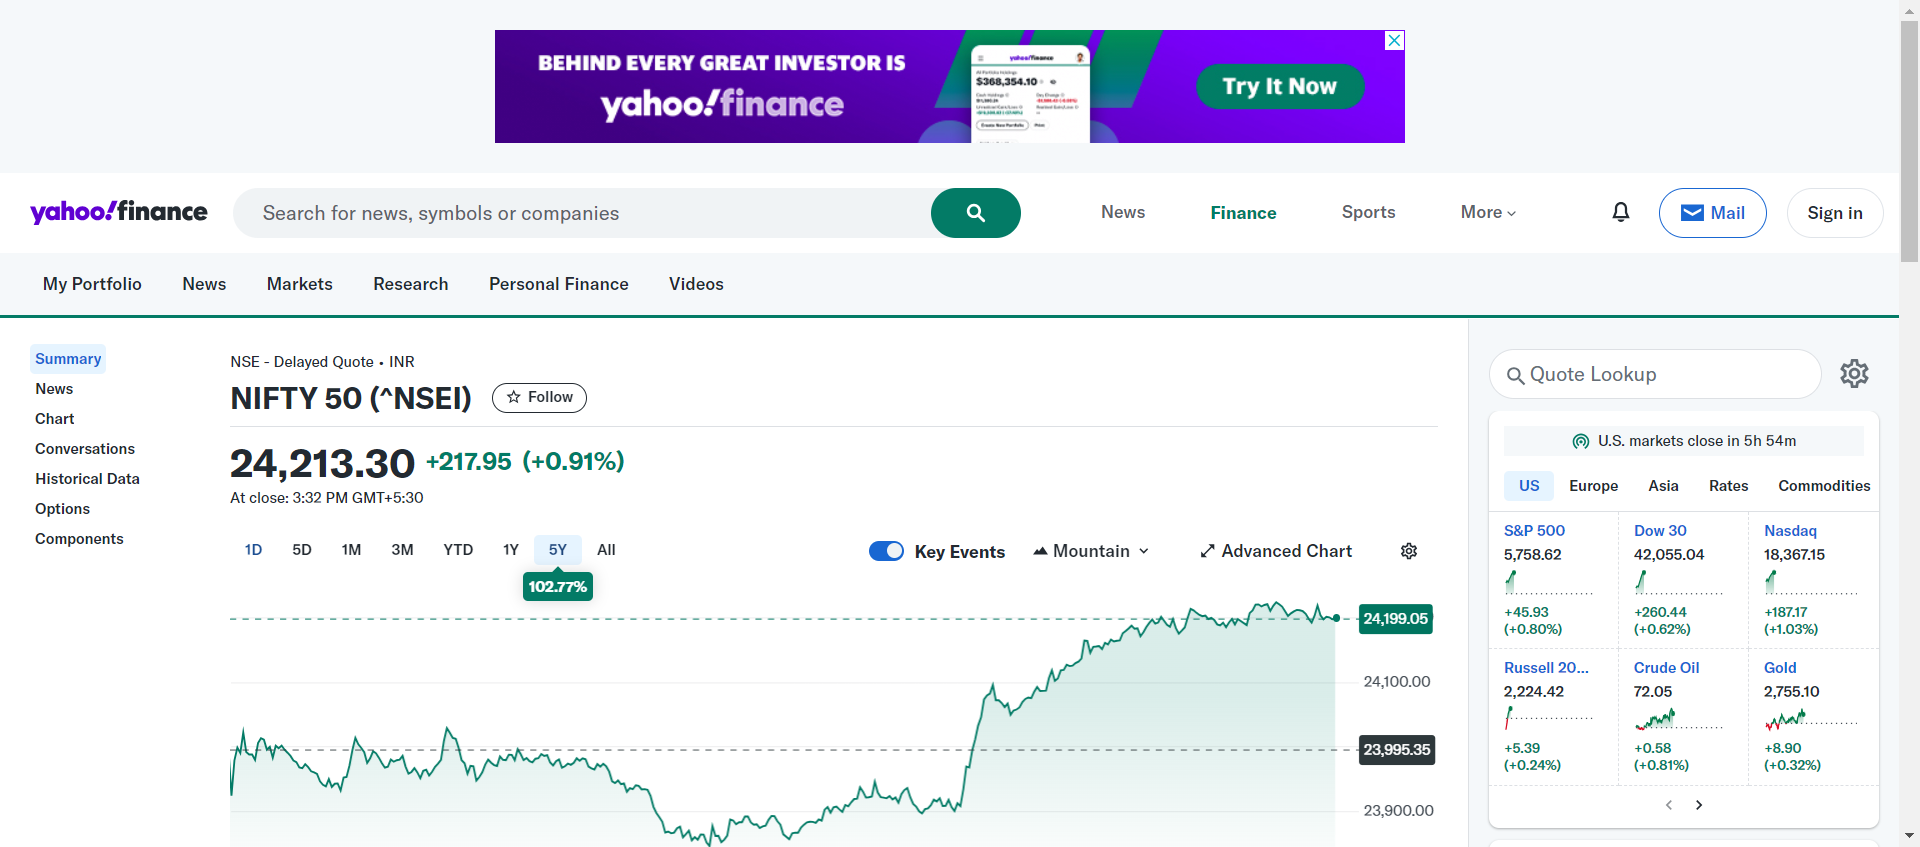 BEHIND EVERY GREAT INVESTOR IS
yahoo!finance
yahoo!finance
$368,354.10
Try It Now
yahoo!finance
Search for news, symbols or companies
News
Finance
Sports
More
Mail
Sign in
My Portfolio
News
Markets
Research
Personal Finance
Videos
Summary
News
Chart
Conversations
Historical Data
Options
Components
NSE - Delayed Quote • INR
NIFTY 50 (^NSEI)
Follow
24,213.30 +217.95 (+0.91%)
At close: 3:32 PM GMT+5:30
1D 5D 1M 3M YTD 1Y 5Y All
102.77%
Key Events
Mountain
Advanced Chart
24,199.05
24,100.00
23,995.35
23,900.00
Quote Lookup
U.S. markets close in 5h 54m
US Europe Asia Rates Commodities
S&P 500
5,758.62
+45.93
(+0.80%)
Dow 30
42,055.04
+260.44
(+0.62%)
Nasdaq
18,367.15
+187.17
(+1.03%)
Russell 20...
2,224.42
+5.39
(+0.24%)
Crude Oil
72.05
+0.58
(+0.81%)
Gold
2,755.10
+8.90
(+0.32%)